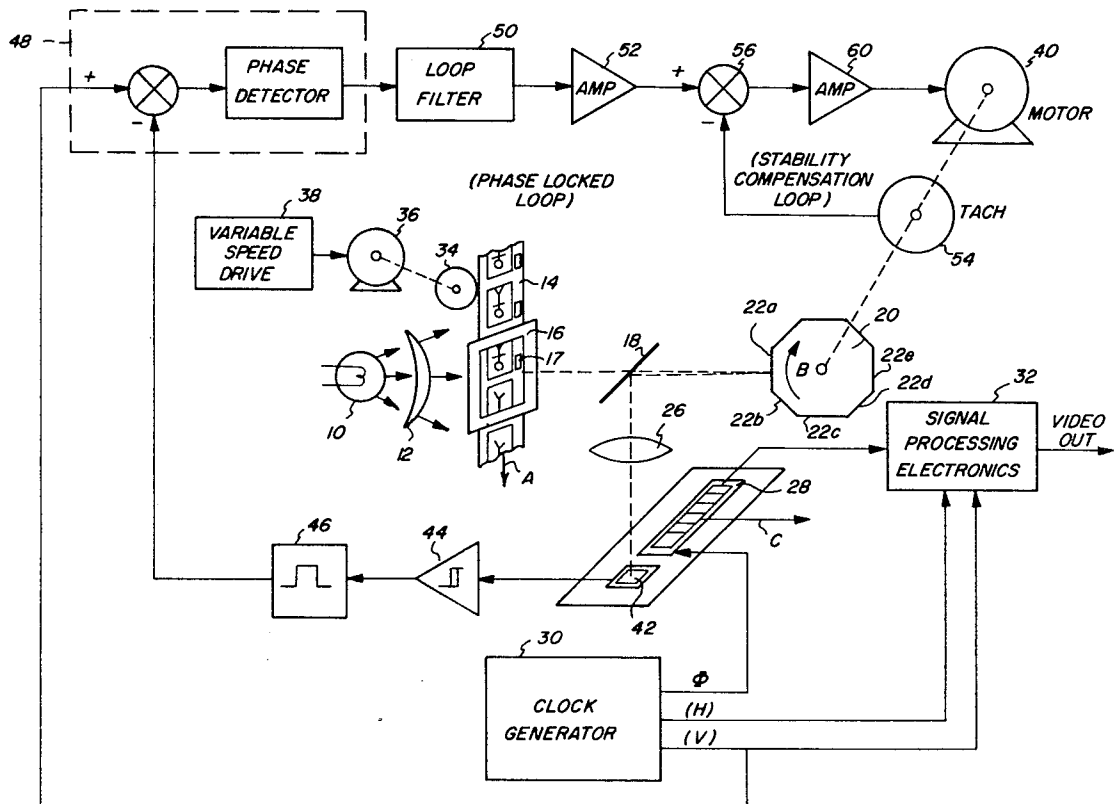 48
+
-
PHASE
DETECTOR
50
LOOP
FILTER
52
AMP
+
-
56
60
AMP
40
MOTOR
(STABILITY
COMPENSATION
LOOP)
TACH
54
(PHASE LOCKED
LOOP)
38
VARIABLE
SPEED
DRIVE
36
34
14
16
17
18
10
12
A
20
22a
B
22e
22d
22b
22c
26
28
C
32
SIGNAL
PROCESSING
ELECTRONICS
VIDEO
OUT
46
44
42
30
CLOCK
GENERATOR
Φ
(H)
(V)